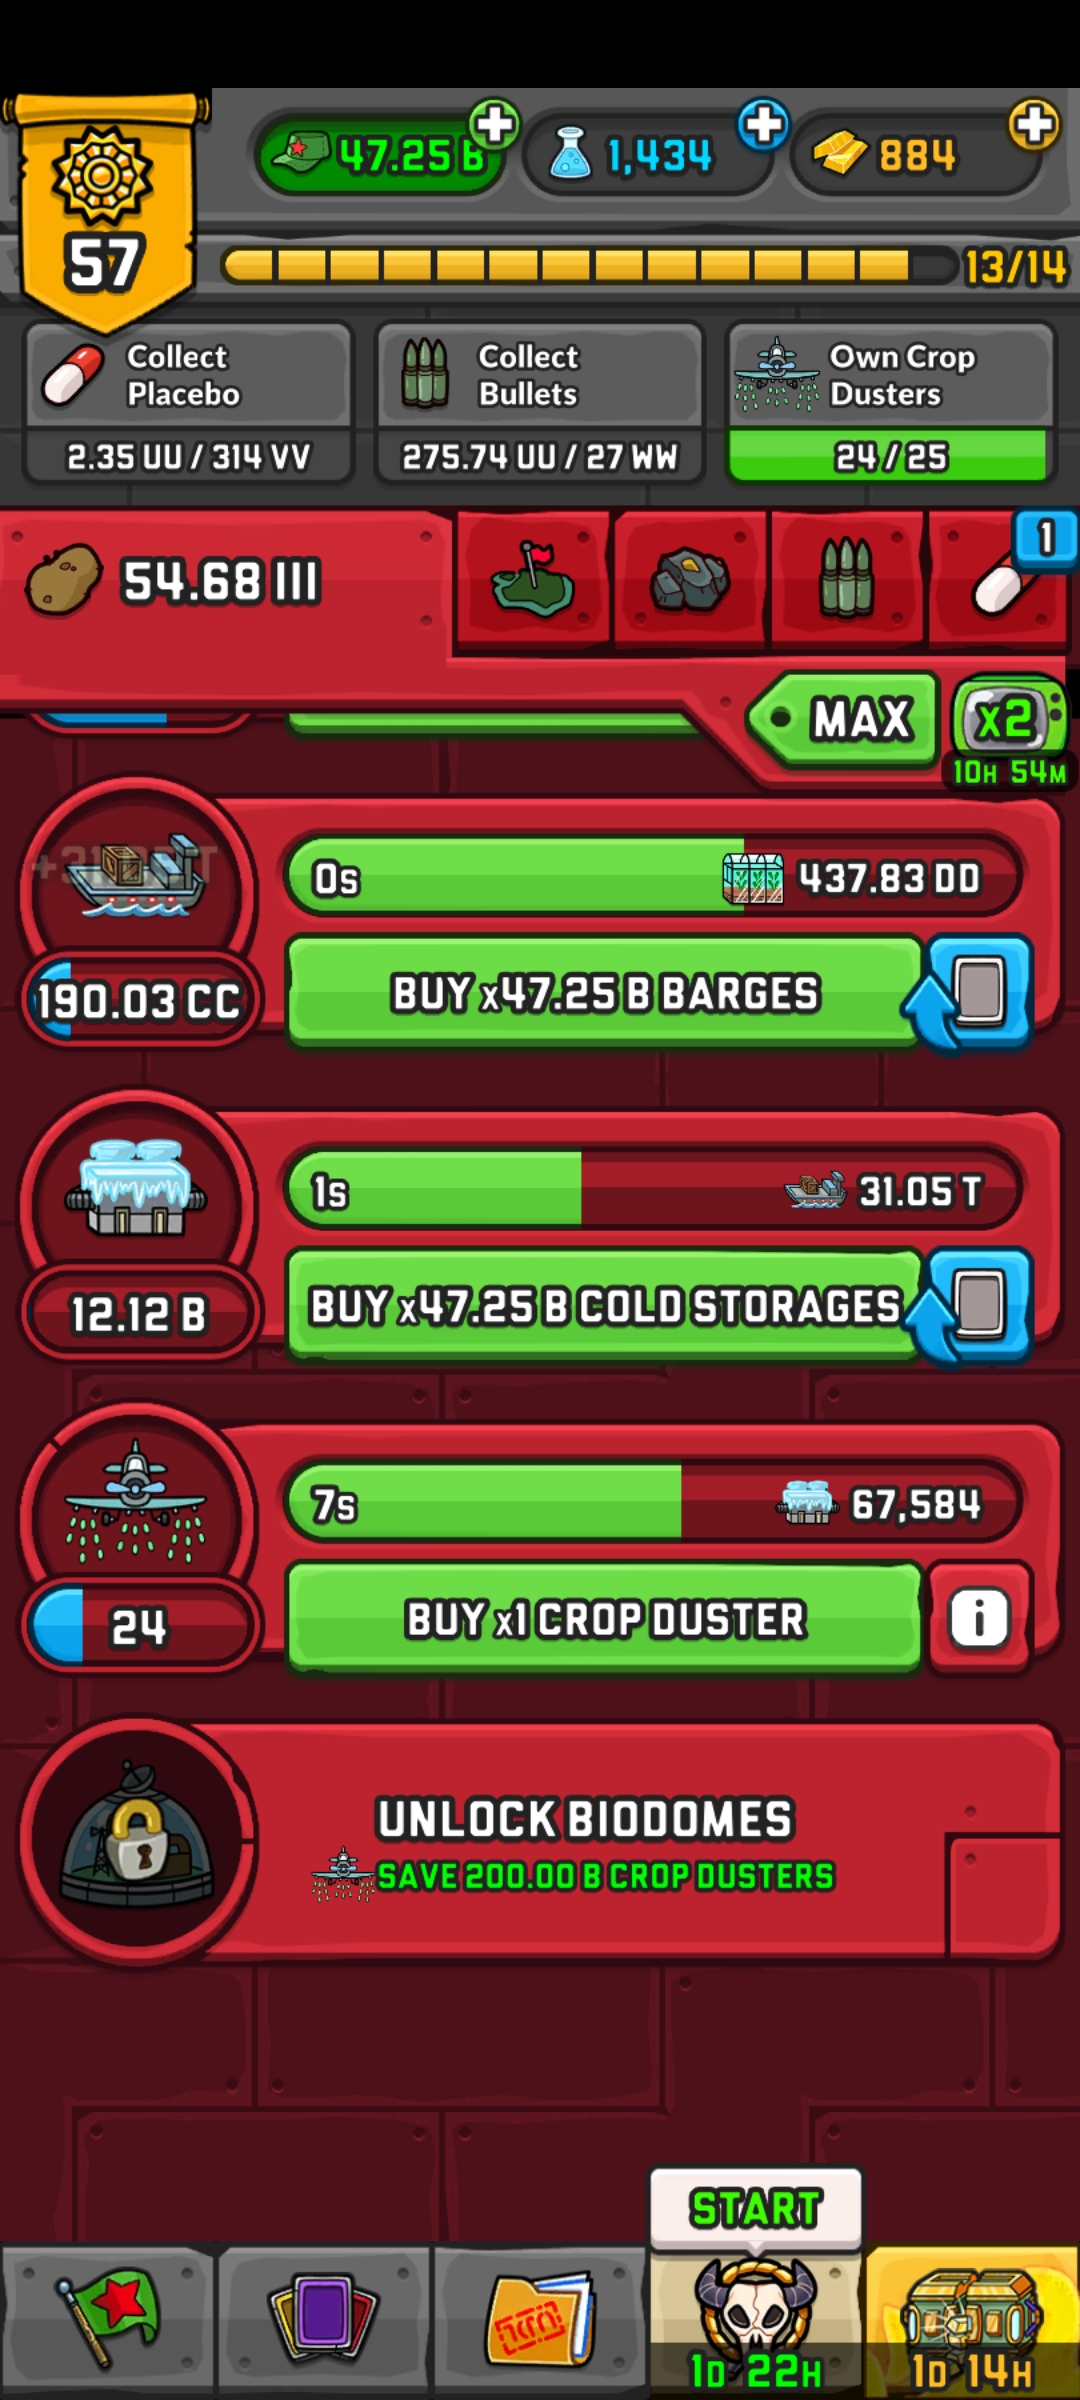 47.25 B
1,434
884
57
13/14
Collect
Placebo
2.35 UU / 314 VV
Collect
Bullets
275.74 UU / 27 WW
Own Crop
Dusters
24 / 25
54.68 III
1
MAX
x2
10H 54M
0s
437.83 DD
190.03 CC
BUY x47.25 B BARGES
1s
31.05 T
12.12 B
BUY x47.25 B COLD STORAGES
7s
67,584
24
BUY x1 CROP DUSTER
i
UNLOCK BIODOMES
SAVE 200.00 B CROP DUSTERS
START
1D 22H
1D 14H